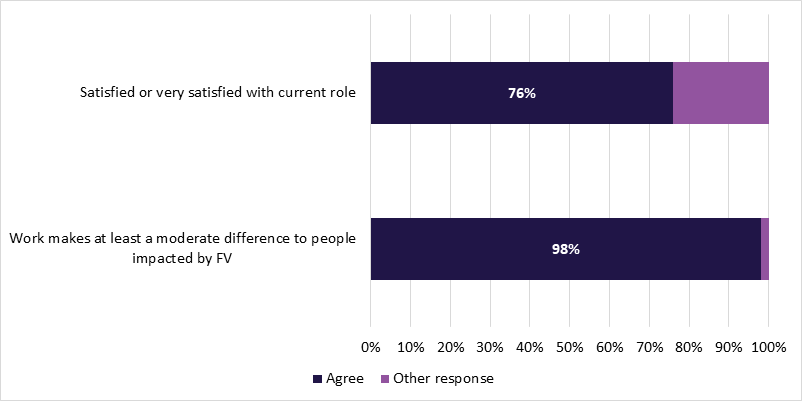 Satisfied or very satisfied with current role
76%
Work makes at least a moderate difference to people
impacted by FV
98%
0% 10% 20% 30% 40% 50% 60% 70% 80% 90% 100%
Agree Other response